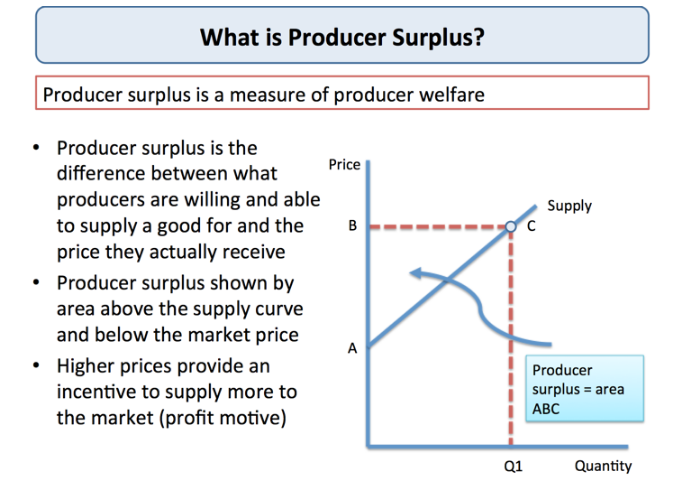 What is Producer Surplus?
Producer surplus is a measure of producer welfare
• Producer surplus is the
difference between what
producers are willing and able
to supply a good for and the
price they actually receive
• Producer surplus shown by
area above the supply curve
and below the market price
• Higher prices provide an
incentive to supply more to
the market (profit motive)
Price
Supply
B
C
A
Producer
surplus = area
ABC
Q1
Quantity